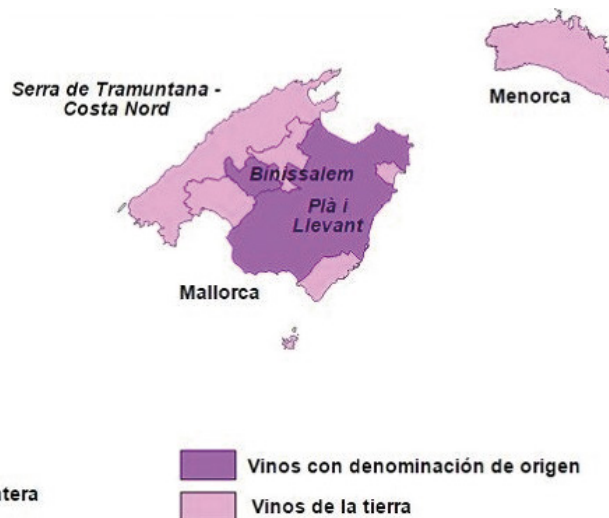 Serra de Tramuntana -
Costa Nord
Menorca
Binissalem
Plà i
Llevant
Mallorca
Vinos con denominación de origen
ntera
Vinos de la tierra